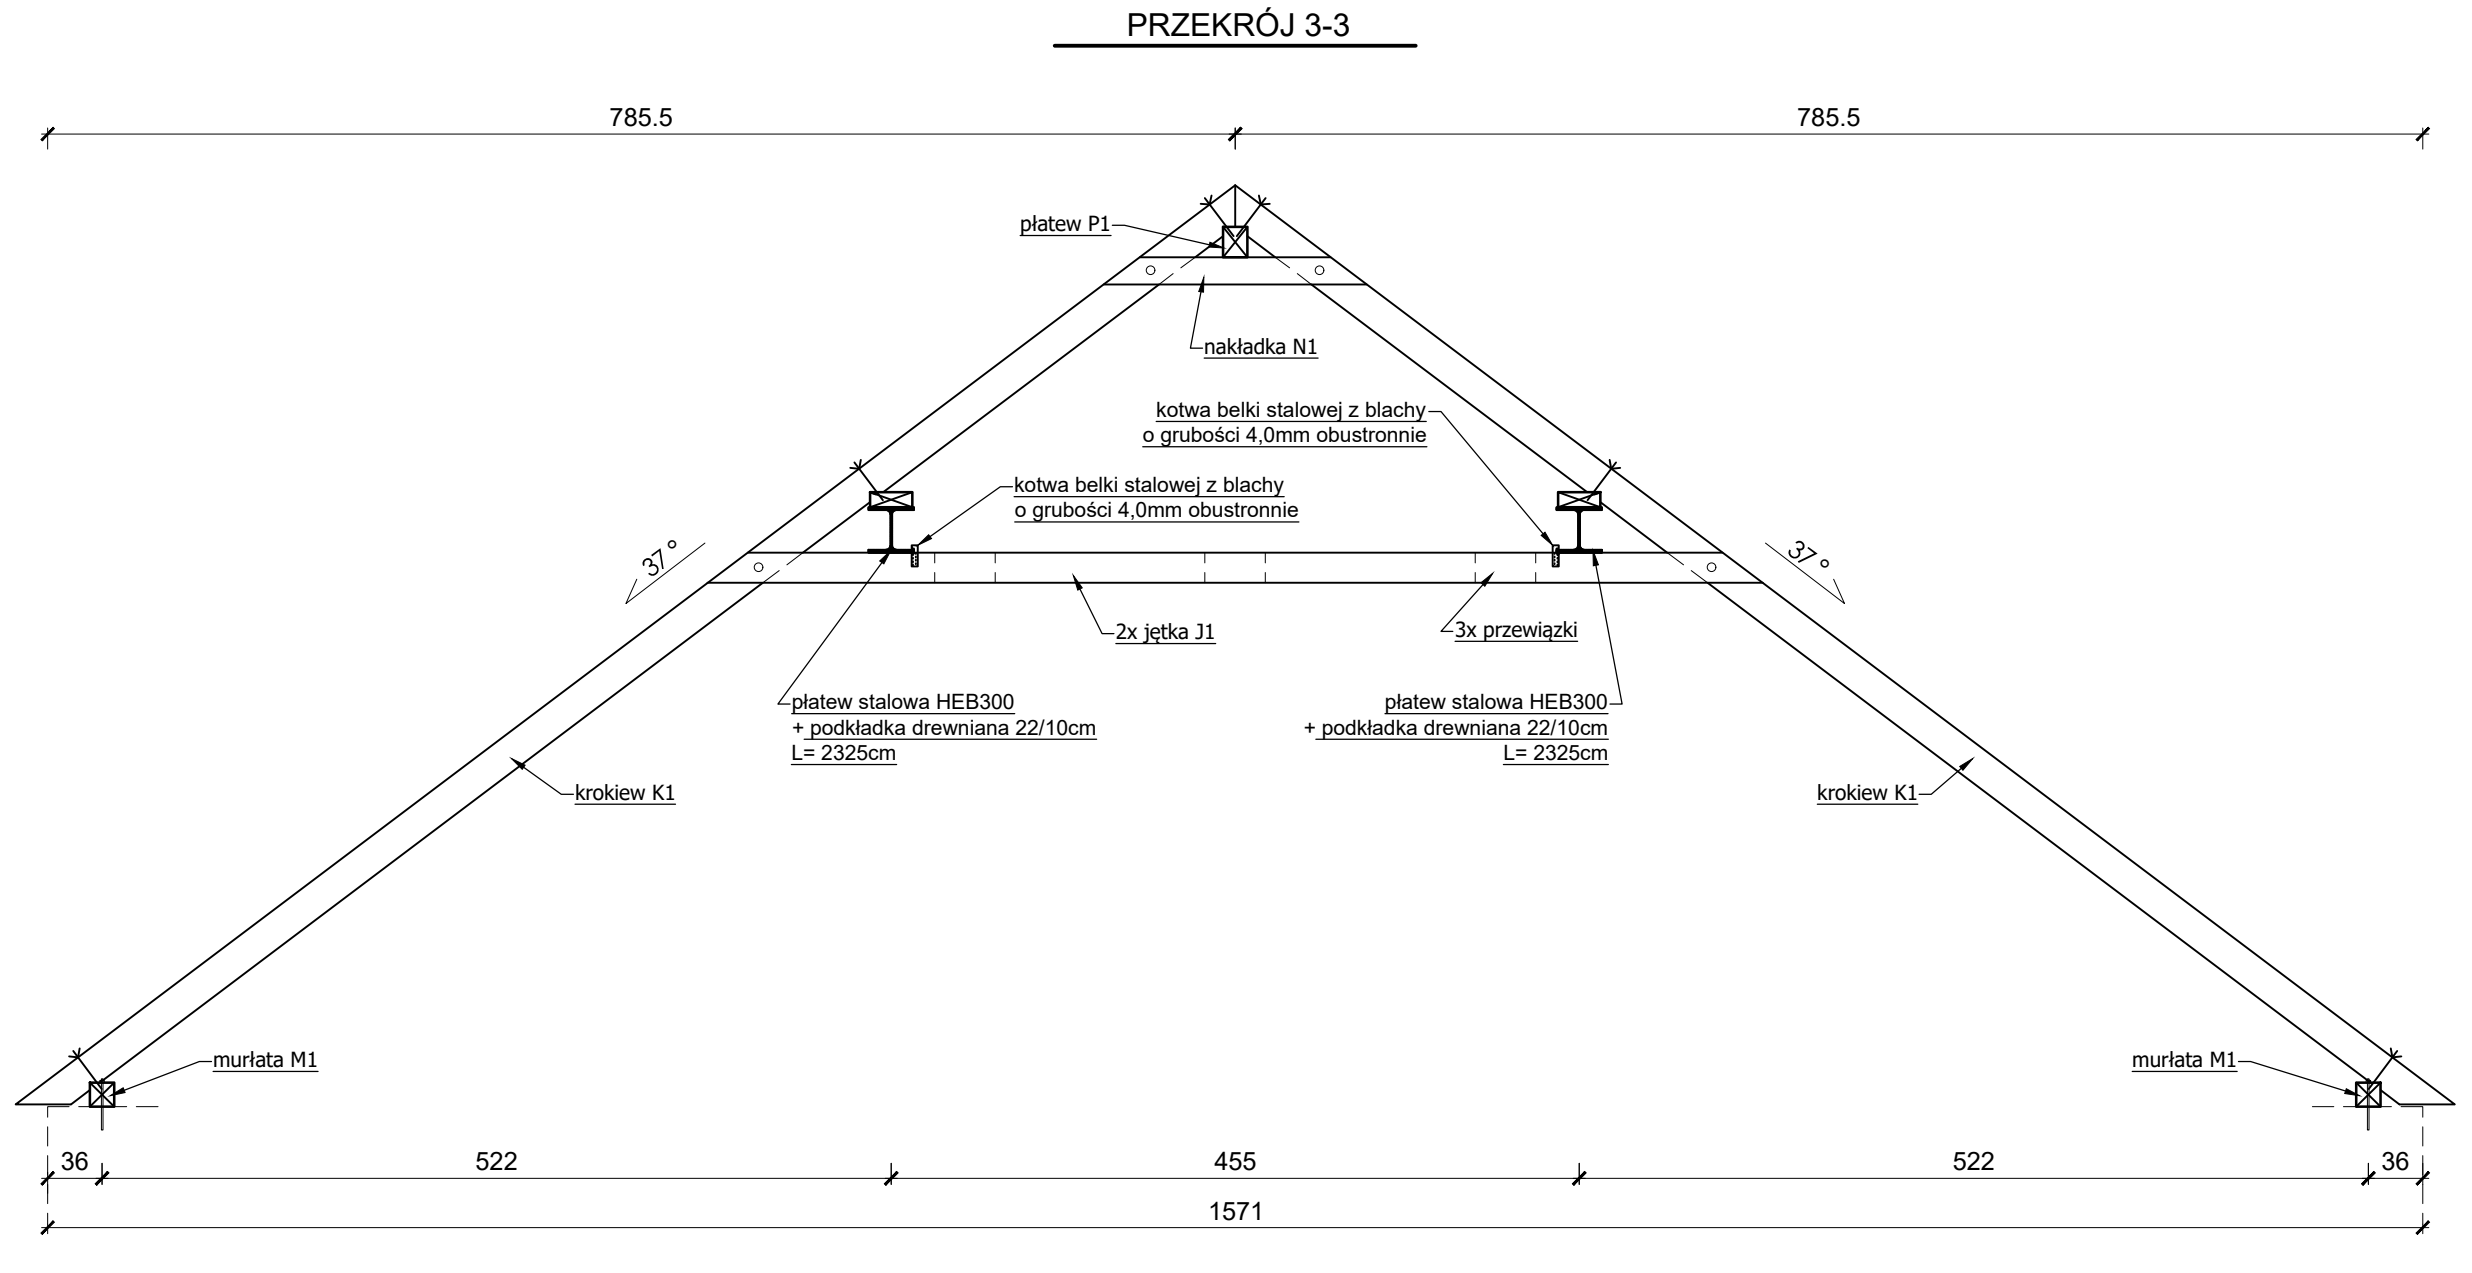 PRZEKRÓJ 3-3
785.5
785.5
płatew P1
nakładka N1
kotwa belki stalowej z blachy
o grubości 4,0mm obustronnie
kotwa belki stalowej z blachy
o grubości 4,0mm obustronnie
37°
37°
2x jętka J1
3x przewiązki
płatew stalowa HEB300
+ podkładka drewniana 22/10cm
L= 2325cm
płatew stalowa HEB300
+ podkładka drewniana 22/10cm
L= 2325cm
krokiew K1
krokiew K1
murłata M1
murłata M1
36
522
455
522
36
1571